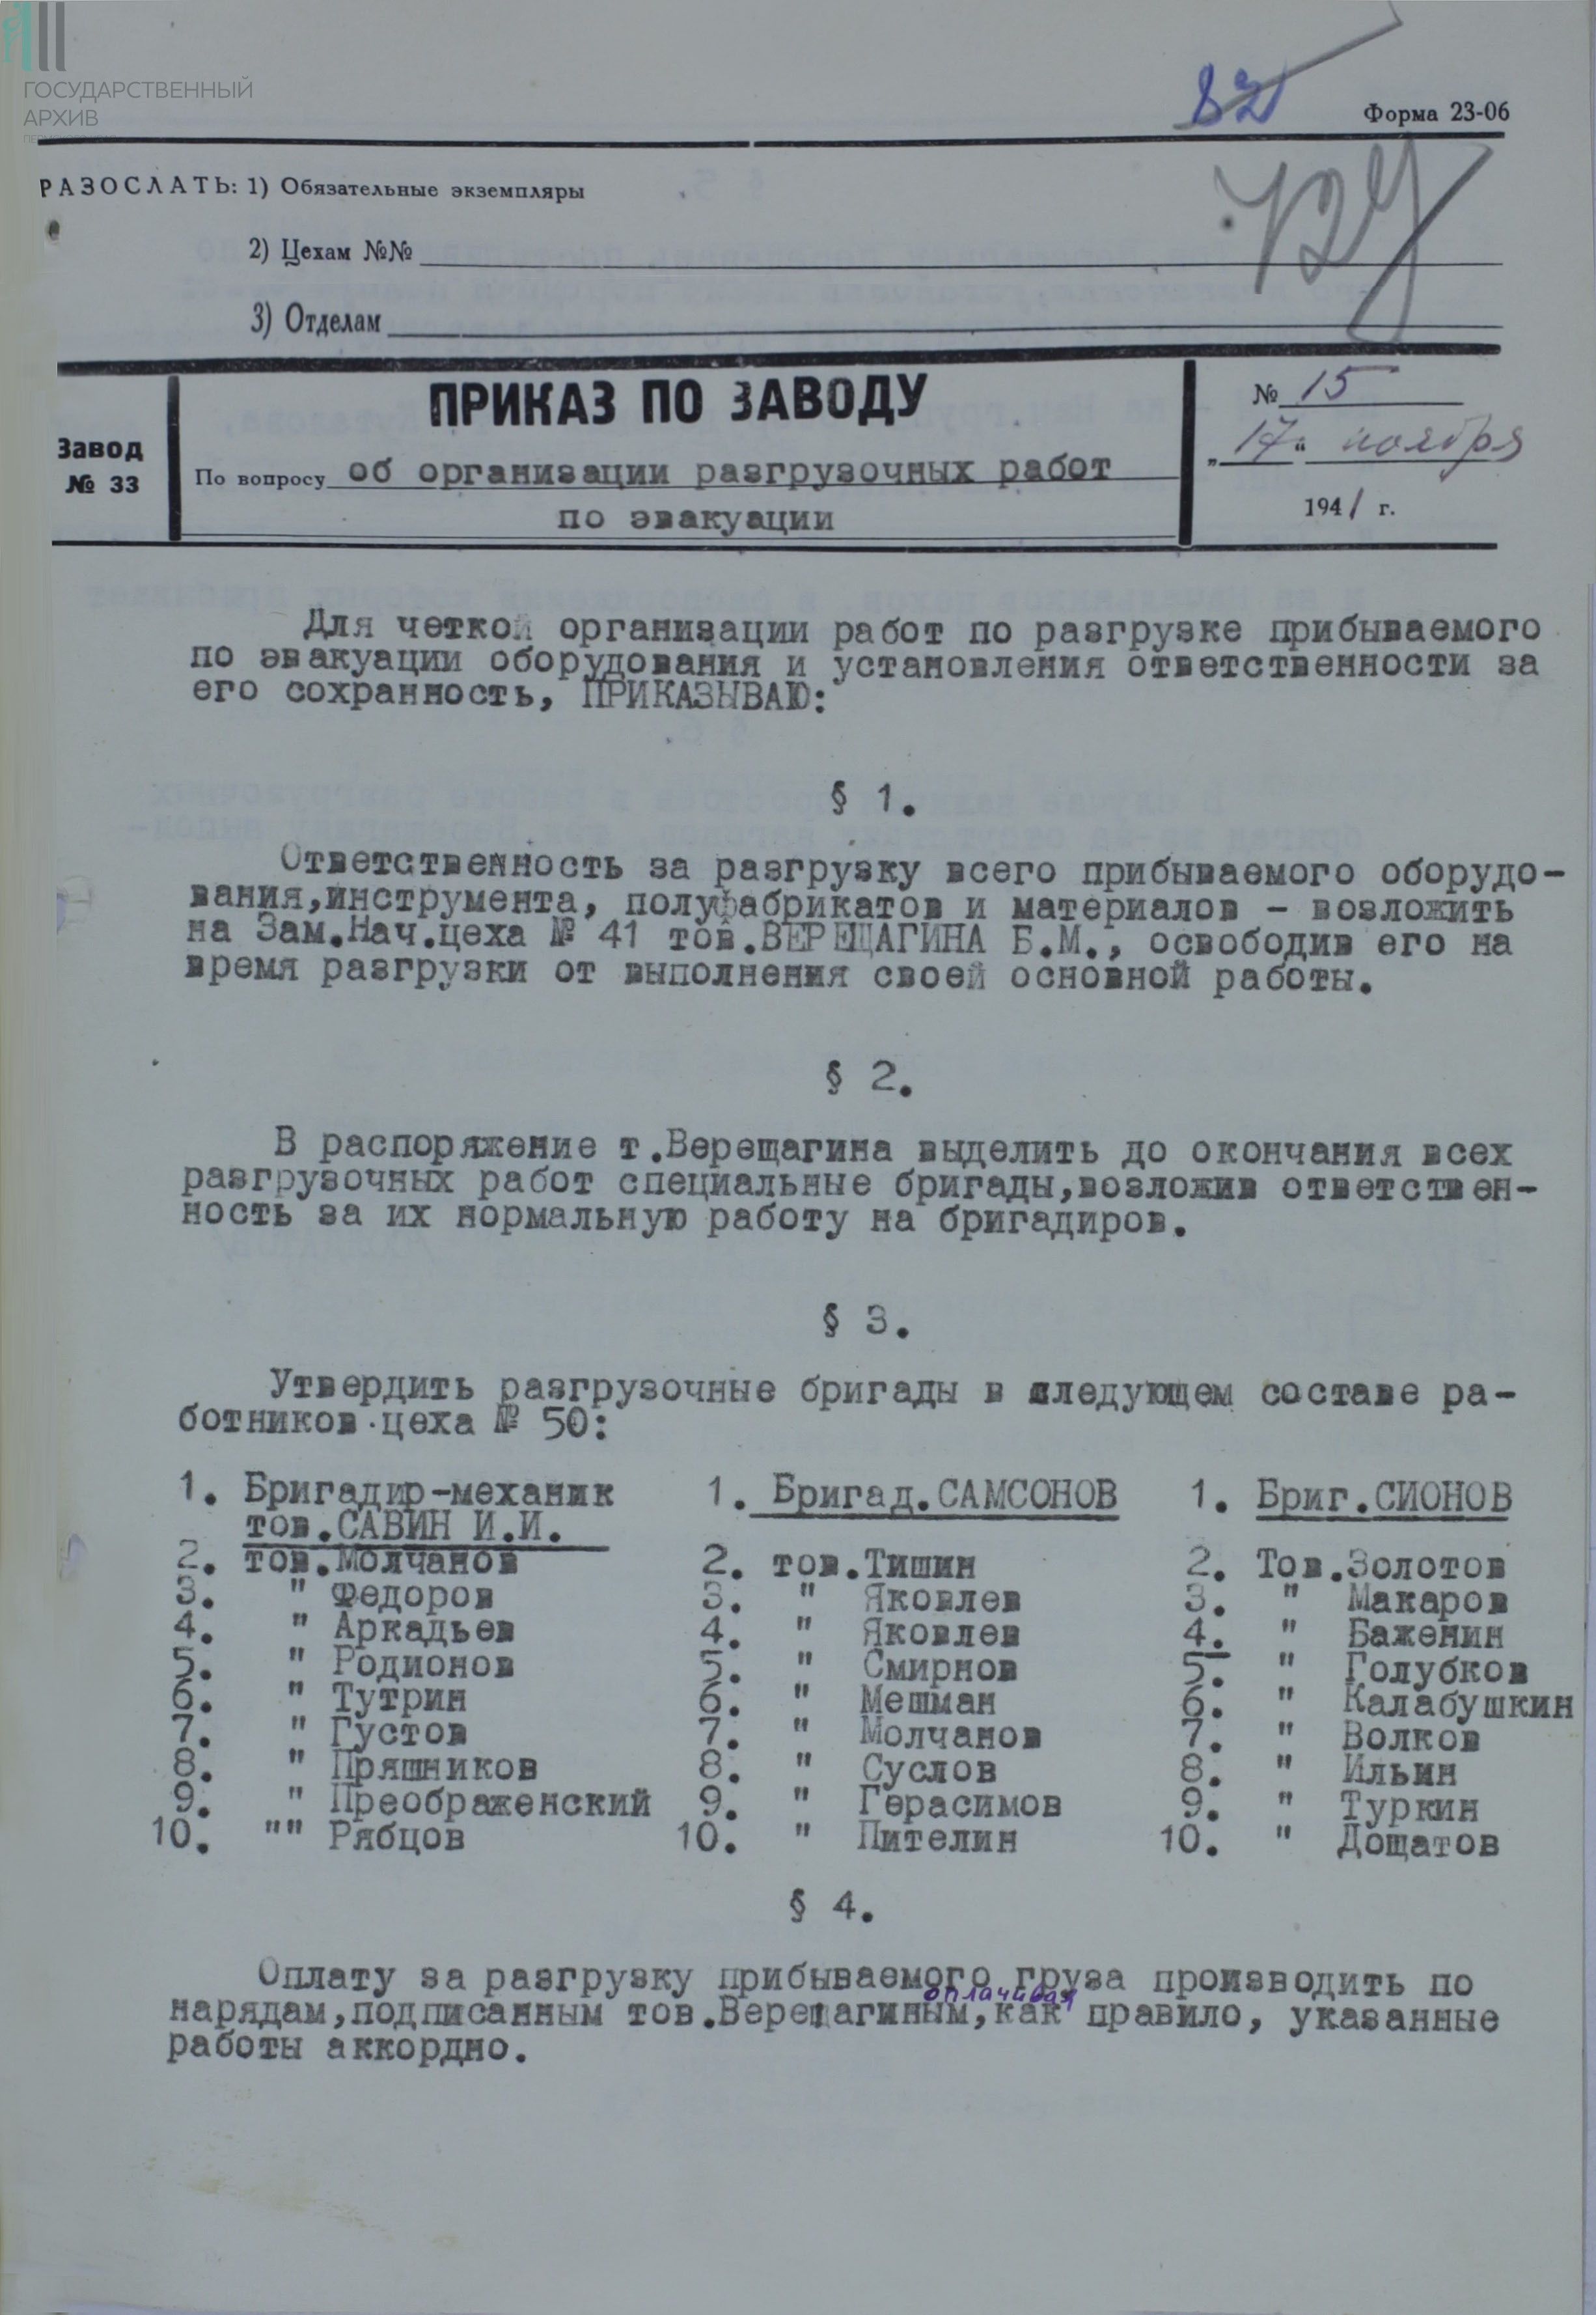 ГОСУДАРСТВЕННЫЙ
АРХИВ
82
Форма 23-06
РАЗОСЛАТЬ: 1) Обязательные экземпляры
2) Цехам №№
3) Отделам
ПРИКАЗ ПО ЗАВОДУ
№ 15
Завод
№ 33
„17“ ноября
По вопросу об организации разгрузочных работ
1941 г.
по эвакуации
Для четкой организации работ по разгрузке прибываемого
по эвакуации оборудования и установления ответственности за
его сохранность, ПРИКАЗЫВАЮ:
§ 1.
Ответственность за разгрузку всего прибываемого оборудо-
вания,инструмента, полуфабрикатов и материалов - возложить
на Зам.Нач.цеха № 41 тов.ВЕРЕЩАГИНА Б.М., освободив его на
время разгрузки от выполнения своей основной работы.
§ 2.
В распоряжение т.Верещагина выделить до окончания всех
разгрузочных работ специальные бригады,возложив ответствен-
ность за их нормальную работу на бригадиров.
§ 3.
Утвердить разгрузочные бригады в следующем составе ра-
ботников цеха № 50:
1. Бригадир-механик 1. Бригад.САМСОНОВ 1. Бриг.СИОНОВ
тов.САВИН И.И.
2. тов.Молчанов 2. тов.Тишин 2. Тов.Золотов
3. " Федоров 3. " Яковлев 3. " Макаров
4. " Аркадьев 4. " Яковлев 4. " Баженин
5. " Родионов 5. " Смирнов 5. " Голубков
6. " Тутрин 6. " Мешман 6. " Калабушкин
7. " Густов 7. " Молчанов 7. " Волков
8. " Пряшников 8. " Суслов 8. " Ильин
9. " Преображенский 9. " Герасимов 9. " Туркин
10. "" Рябцов 10. " Пителин 10. " Дощатов
§ 4.
Оплату за разгрузку прибываемого груза производить по
оплачивая
нарядам,подписанным тов.Верещагиным,как правило, указанные
работы аккордно.